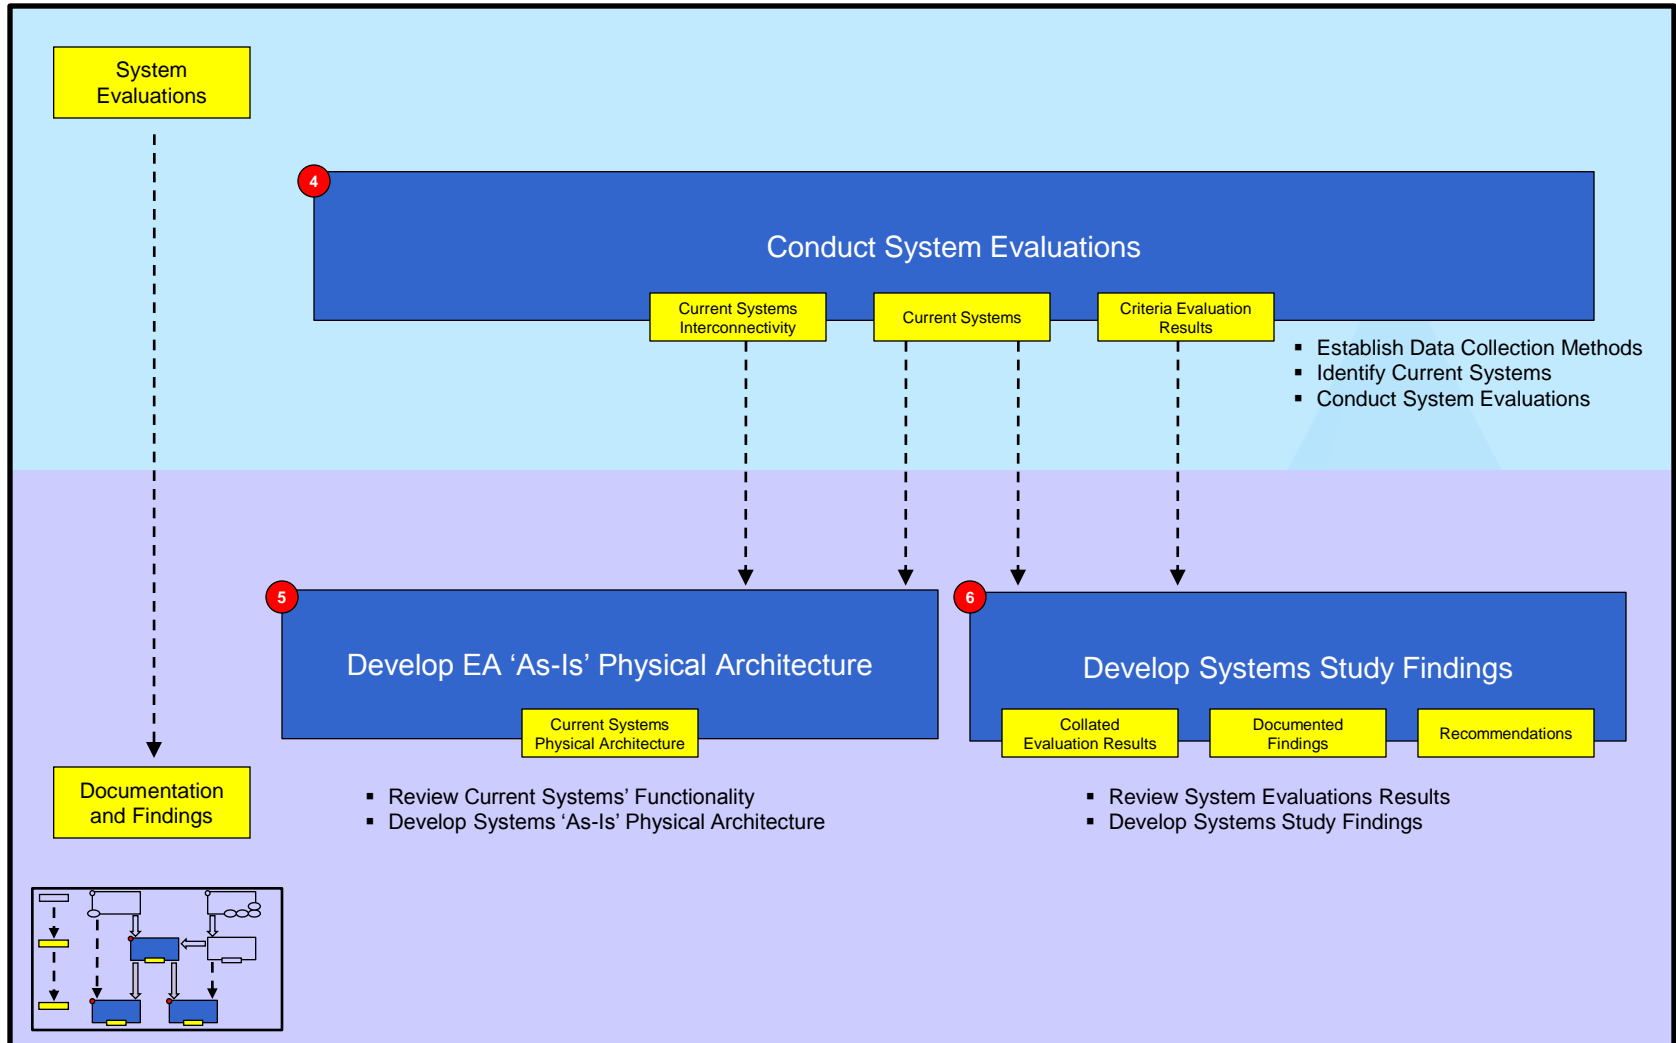 System
Evaluations
4
Conduct System Evaluations
Current Systems
Interconnectivity
Current Systems
Criteria Evaluation
Results
▪ Establish Data Collection Methods
▪ Identify Current Systems
▪ Conduct System Evaluations
5
Develop EA ‘As-Is’ Physical Architecture
Current Systems
Physical Architecture
6
Develop Systems Study Findings
Collated
Evaluation Results
Documented
Findings
Recommendations
Documentation
and Findings
▪ Review Current Systems’ Functionality
▪ Develop Systems ‘As-Is’ Physical Architecture
▪ Review System Evaluations Results
▪ Develop Systems Study Findings